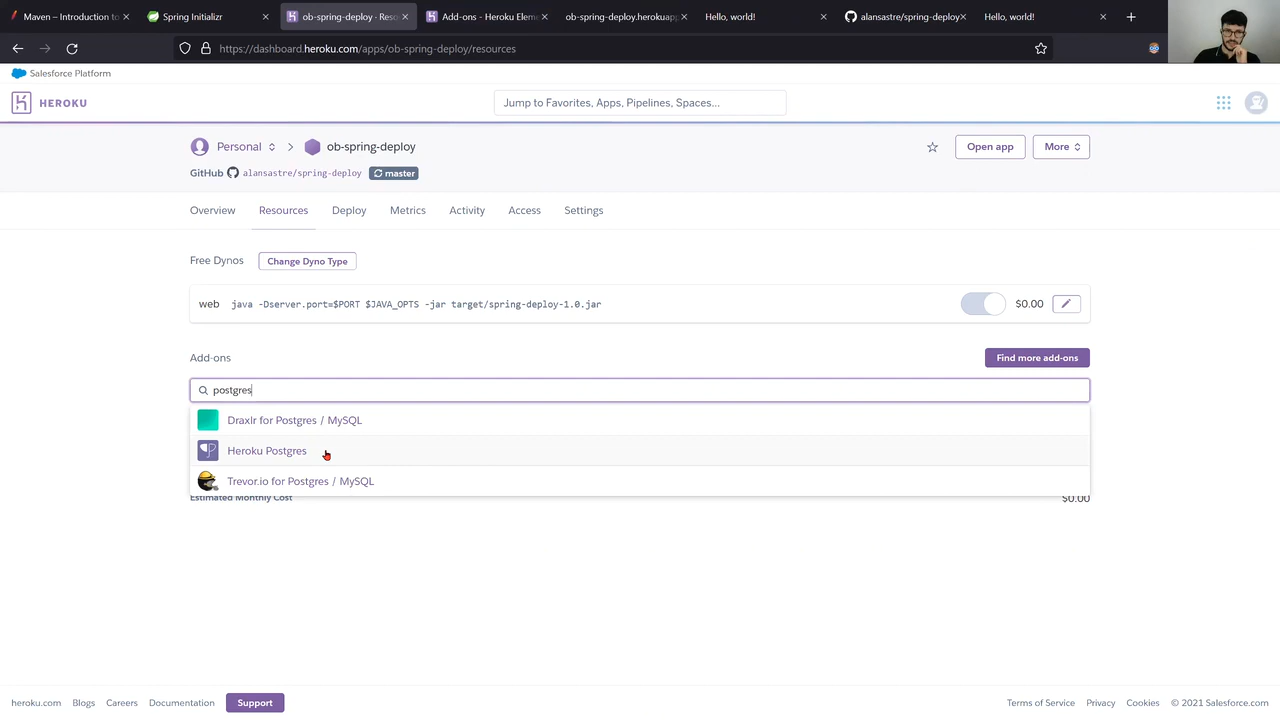 Maven – Introduction to
Spring Initializr
ob-spring-deploy · Reso
Add-ons - Heroku Eleme
ob-spring-deploy.herokuapp
Hello, world!
alansastre/spring-deploy
Hello, world!
https://dashboard.heroku.com/apps/ob-spring-deploy/resources
Salesforce Platform
HEROKU
Jump to Favorites, Apps, Pipelines, Spaces...
Personal
ob-spring-deploy
Open app
More
GitHub
alansastre/spring-deploy
master
Overview
Resources
Deploy
Metrics
Activity
Access
Settings
Free Dynos
Change Dyno Type
web
java -Dserver.port=$PORT $JAVA_OPTS -jar target/spring-deploy-1.0.jar
$0.00
Add-ons
Find more add-ons
postgres
Draxlr for Postgres / MySQL
Heroku Postgres
Trevor.io for Postgres / MySQL
Estimated Monthly Cost
$0.00
heroku.com
Blogs
Careers
Documentation
Support
Terms of Service
Privacy
Cookies
© 2021 Salesforce.com